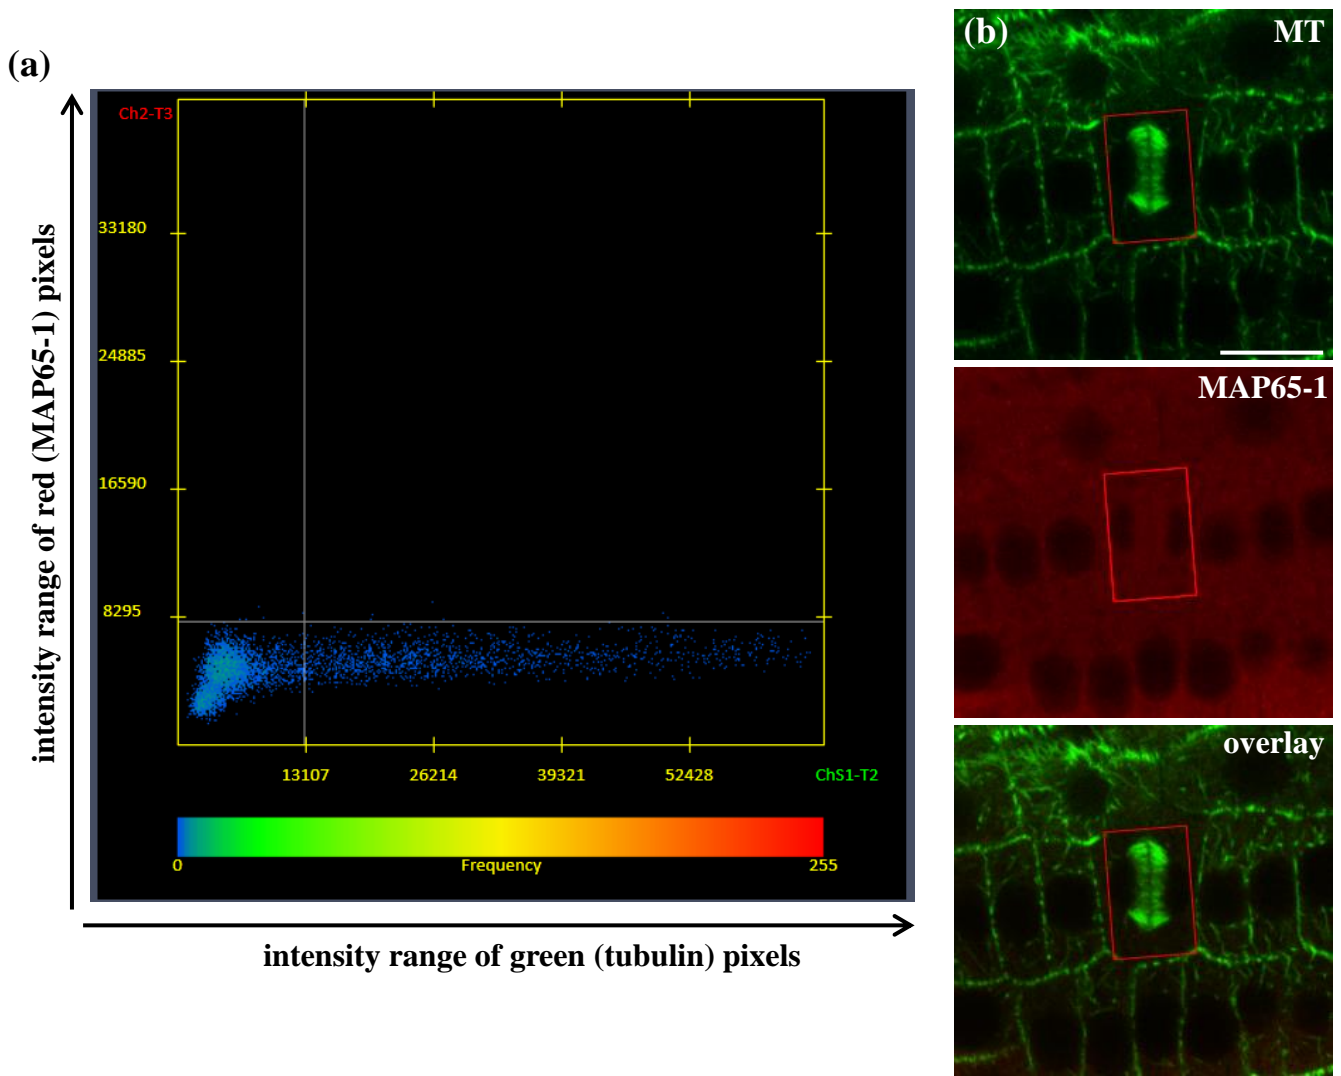 (a)
intensity range of red (MAP65-1) pixels
Ch2-T3
33180
24885
16590
8295
13107 26214 39321 52428 ChS1-T2
0 Frequency 255
intensity range of green (tubulin) pixels
(b) MT
MAP65-1
overlay